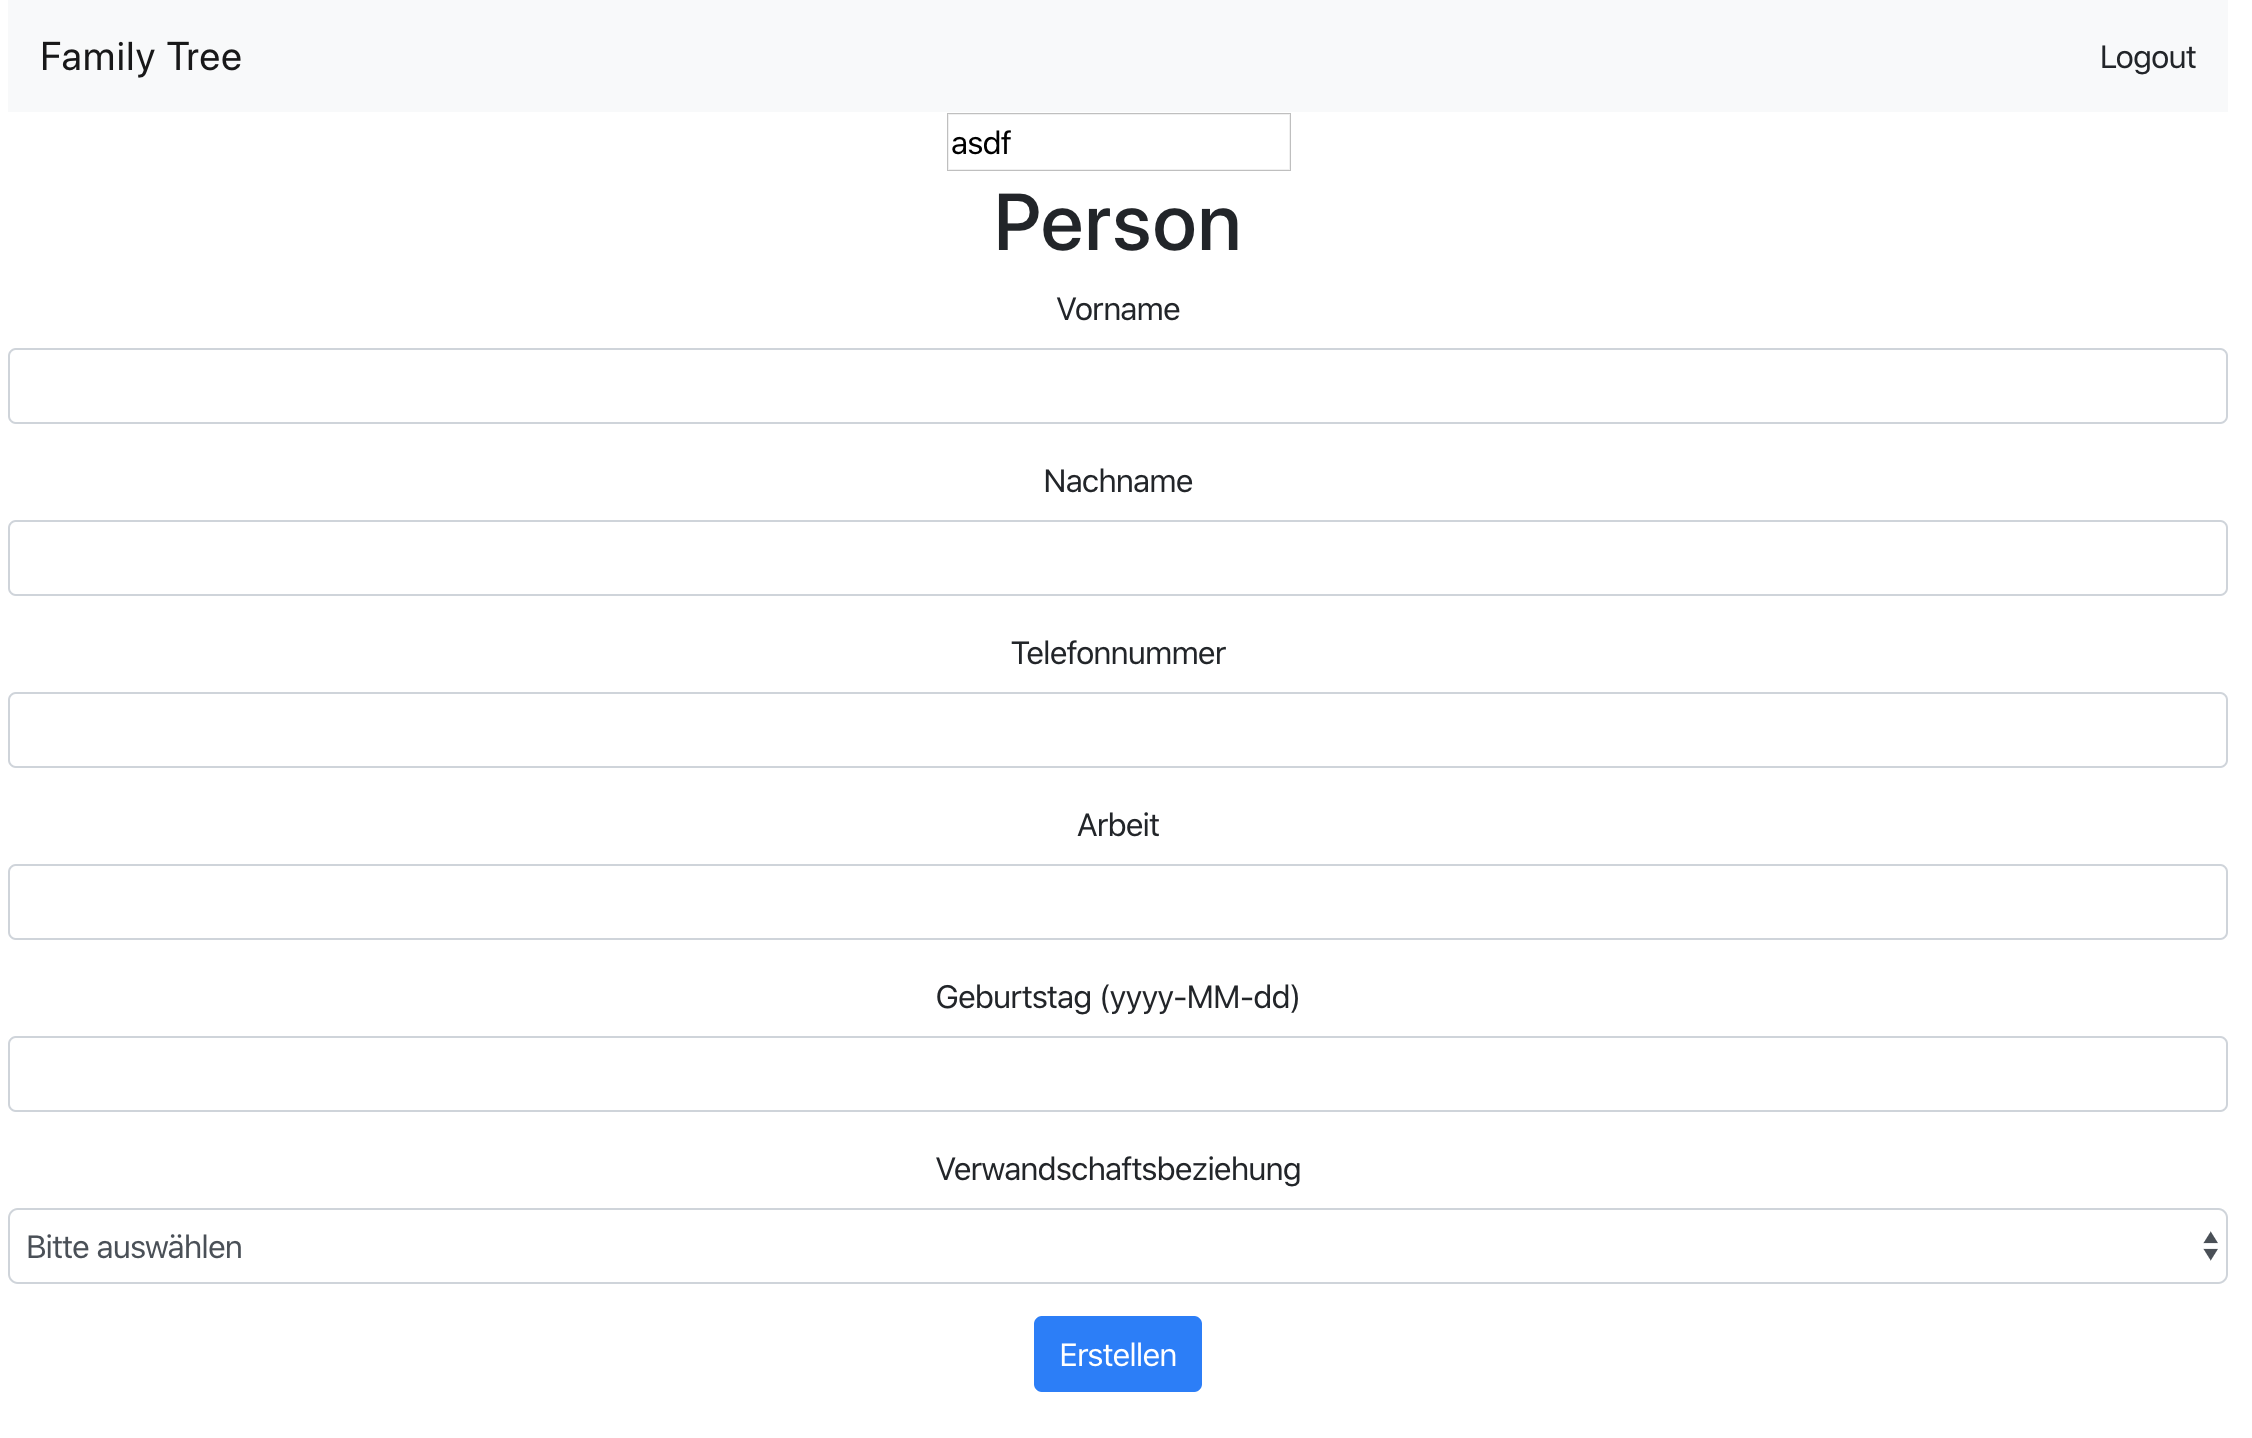 Family Tree Logout
asdf
Person
Vorname
Nachname
Telefonnummer
Arbeit
Geburtstag (yyyy-MM-dd)
Verwandschaftsbeziehung
Bitte auswählen
Erstellen